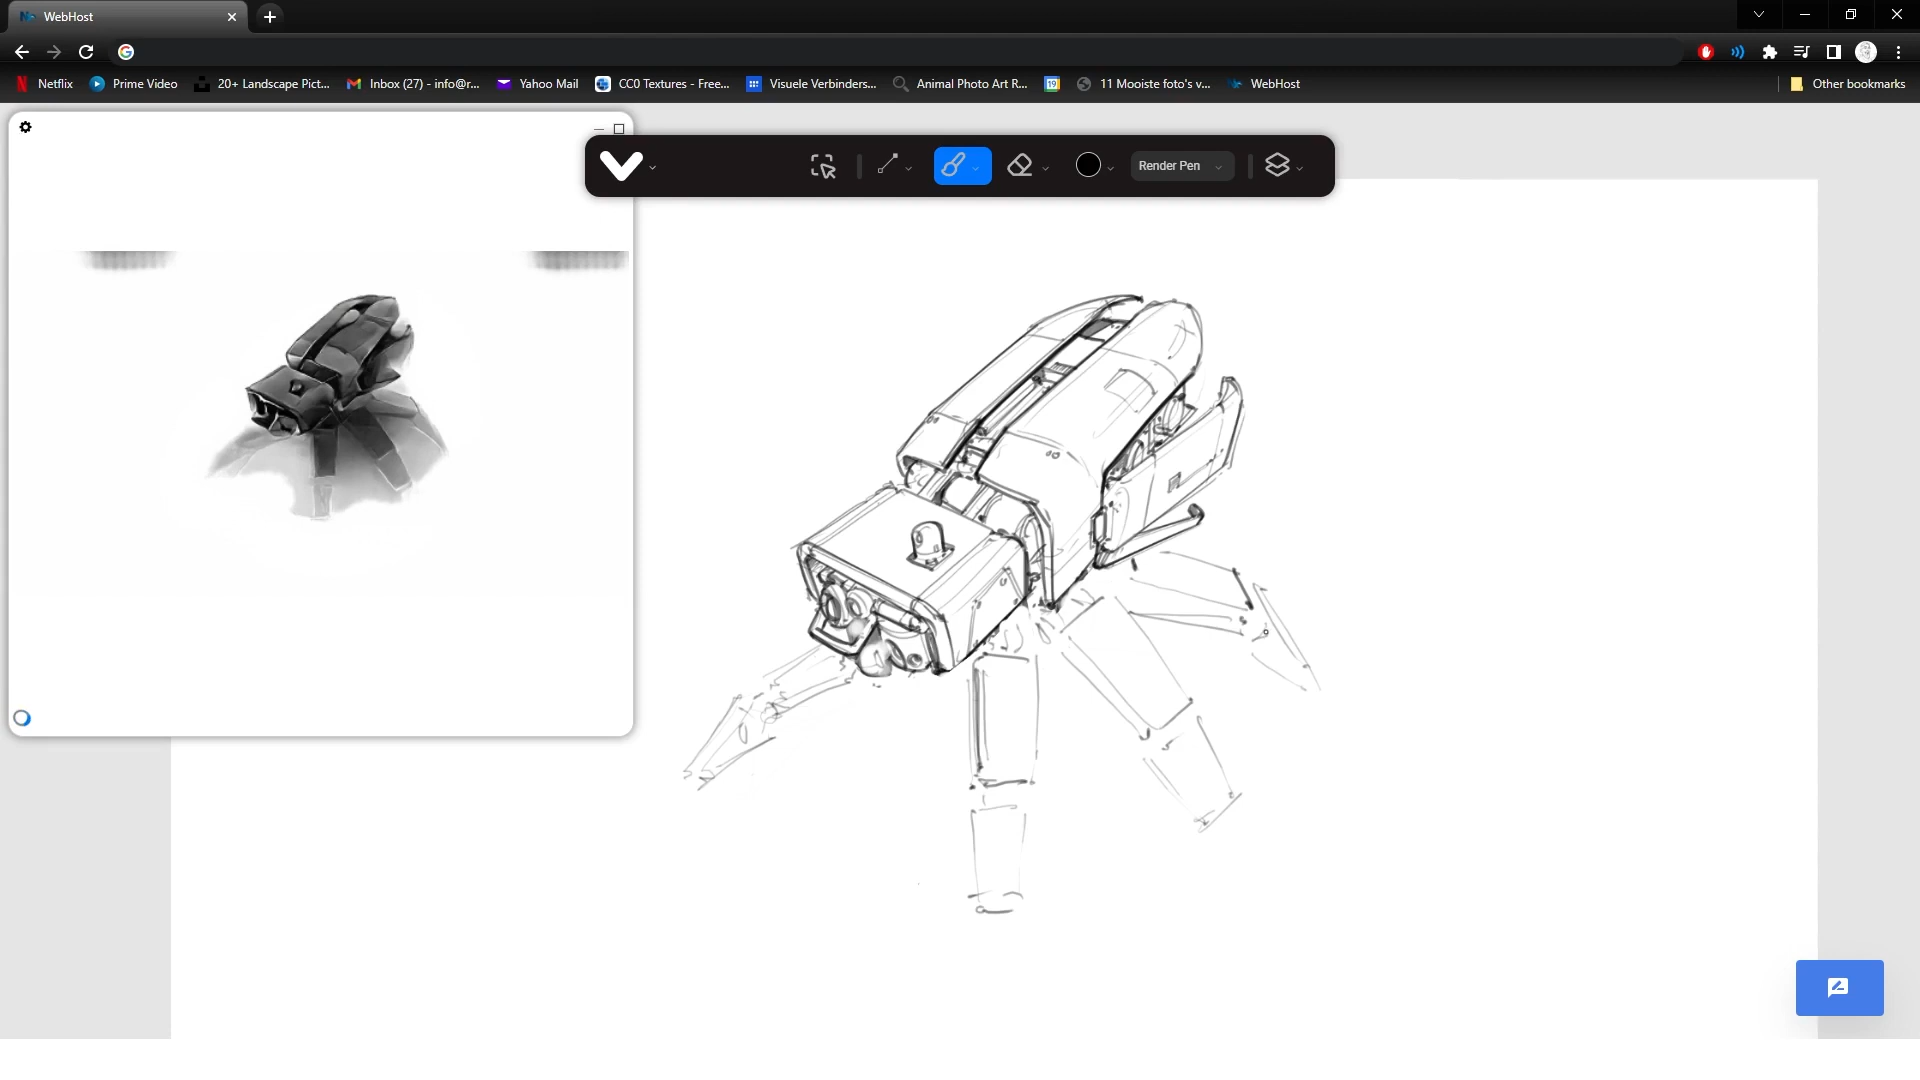 WebHost
Netflix
Prime Video
20+ Landscape Pict...
Inbox (27) - info@r...
Yahoo Mail
CC0 Textures - Free...
Visuele Verbinders...
Animal Photo Art R...
19
11 Mooiste foto's v...
WebHost
Other bookmarks
Render Pen